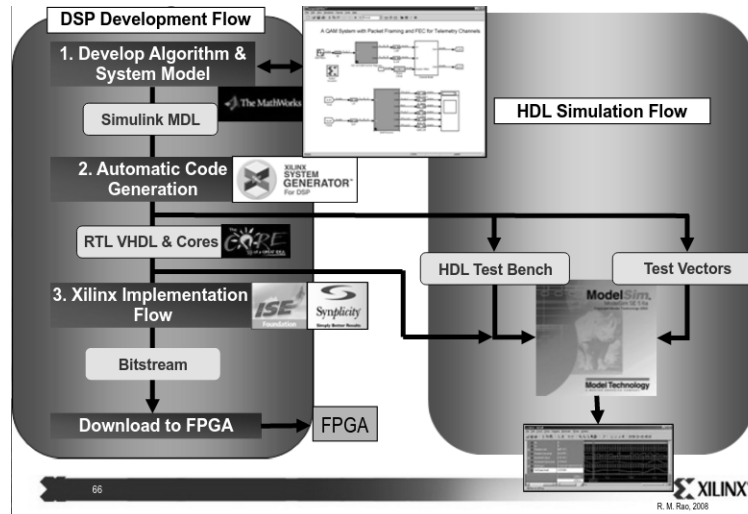 DSP Development Flow
1. Develop Algorithm &
System Model
Simulink MDL
The MathWorks
A QAM System with Packet Framing and FEC for Telemetry Channels
HDL Simulation Flow
2. Automatic Code
Generation
XILINX
SYSTEM
GENERATOR
For DSP
RTL VHDL & Cores
The
CORE
HDL Test Bench
Test Vectors
3. Xilinx Implementation
Flow
ISE
Foundation
Synplicity
Simply Better Results
ModelSim
Bitstream
Model Technology
Download to FPGA
FPGA
66
XILINX
R. M. Rao, 2008